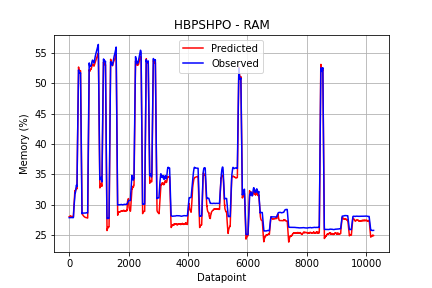 HBPSHPO - RAM
Predicted
Observed
Memory (%)
55
50
45
40
35
30
25
0
2000
4000
6000
8000
10000
Datapoint